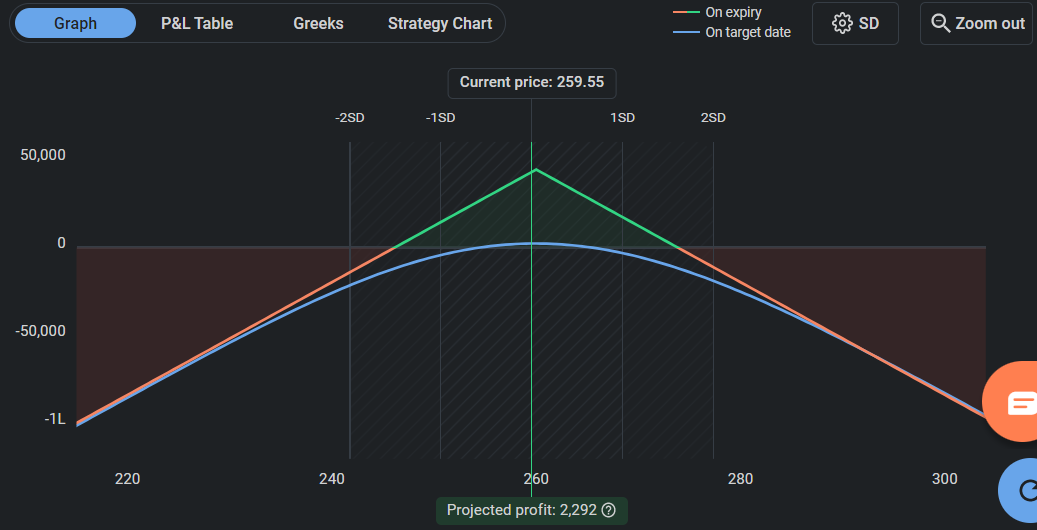 Graph P&L Table Greeks Strategy Chart
On expiry
On target date
SD
Zoom out
Current price: 259.55
-2SD -1SD 1SD 2SD
50,000
0
-50,000
-1L
220 240 260 280 300
Projected profit: 2,292 ?